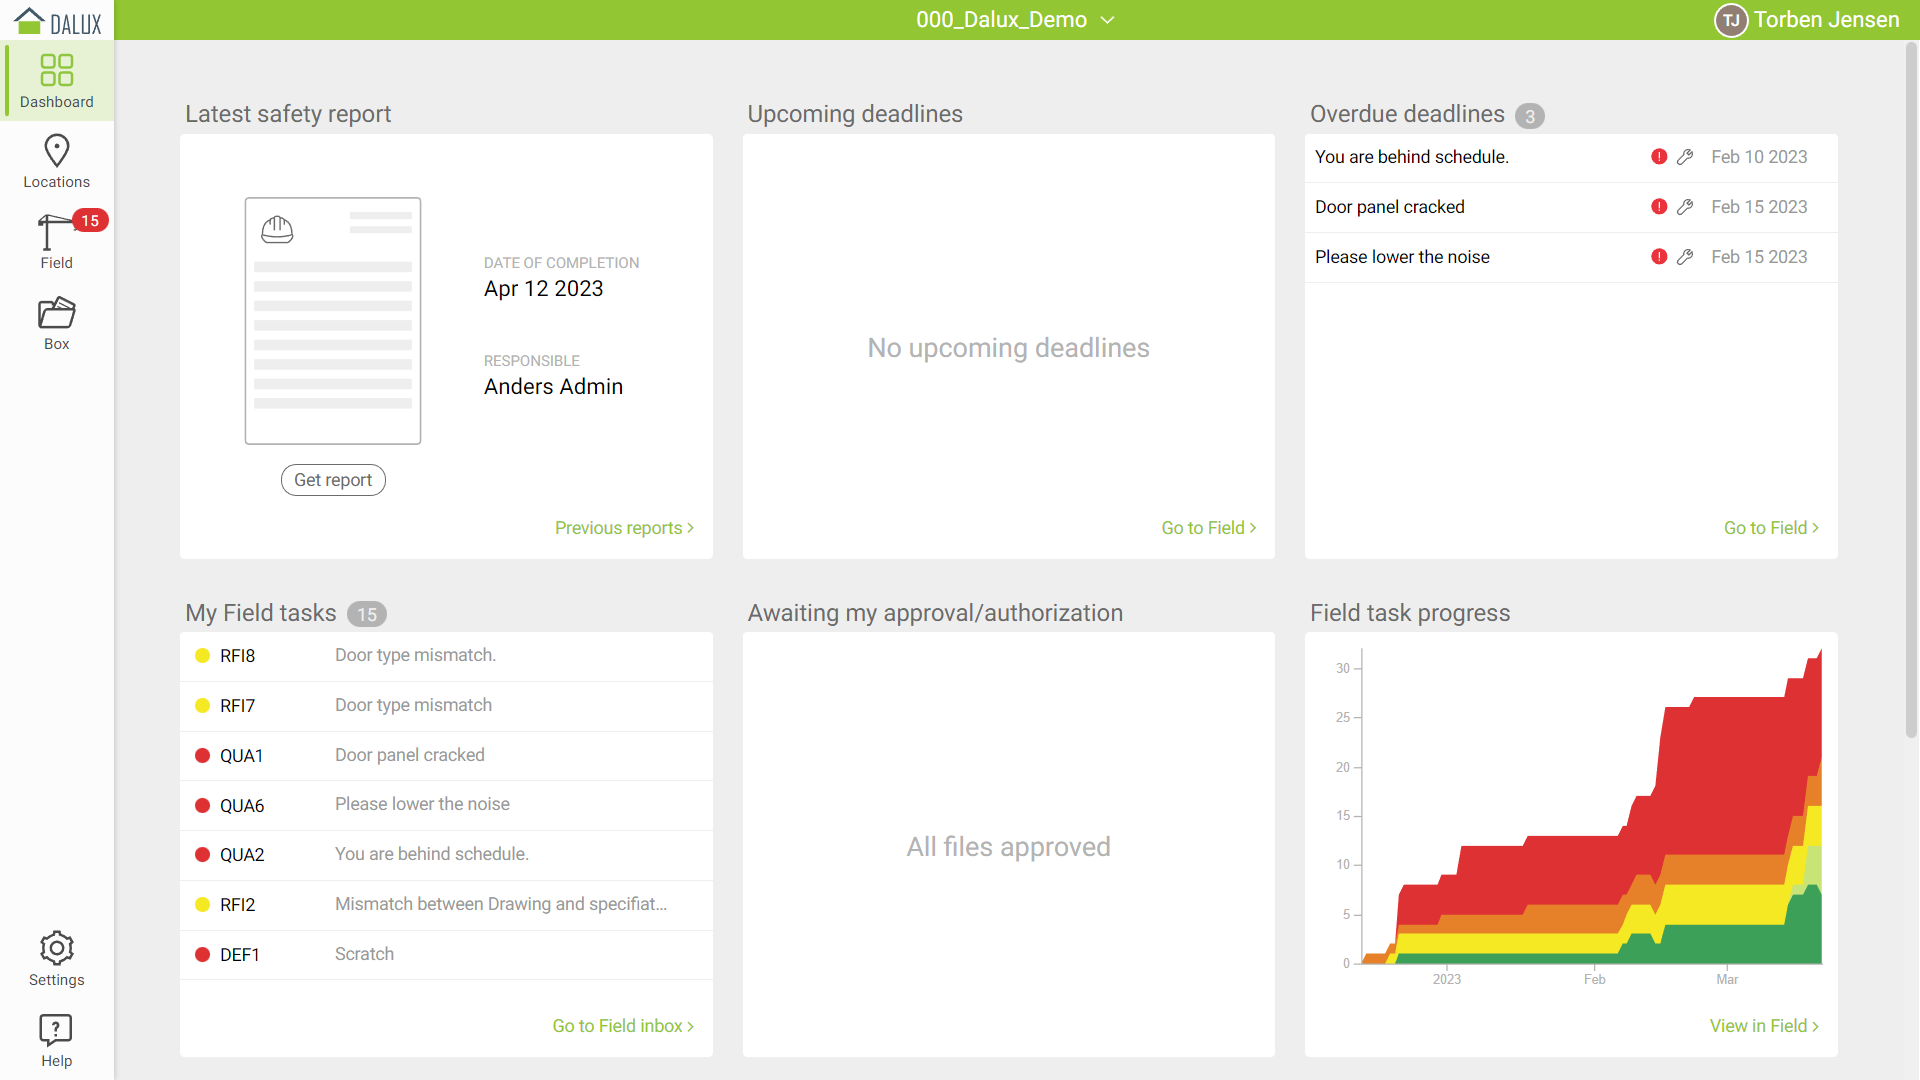 DALUX
000_Dalux_Demo
TJ Torben Jensen
Dashboard
Locations
15
Field
Box
Settings
?
Help
Latest safety report
DATE OF COMPLETION
Apr 12 2023
RESPONSIBLE
Anders Admin
Get report
Previous reports >
Upcoming deadlines
No upcoming deadlines
Go to Field >
Overdue deadlines 3
You are behind schedule. ! Feb 10 2023
Door panel cracked ! Feb 15 2023
Please lower the noise ! Feb 15 2023
Go to Field >
My Field tasks 15
RFI8 Door type mismatch.
RFI7 Door type mismatch
QUA1 Door panel cracked
QUA6 Please lower the noise
QUA2 You are behind schedule.
RFI2 Mismatch between Drawing and specifiat...
DEF1 Scratch
Go to Field inbox >
Awaiting my approval/authorization
All files approved
Field task progress
30
25
20
15
10
5
0
2023 Feb Mar
View in Field >